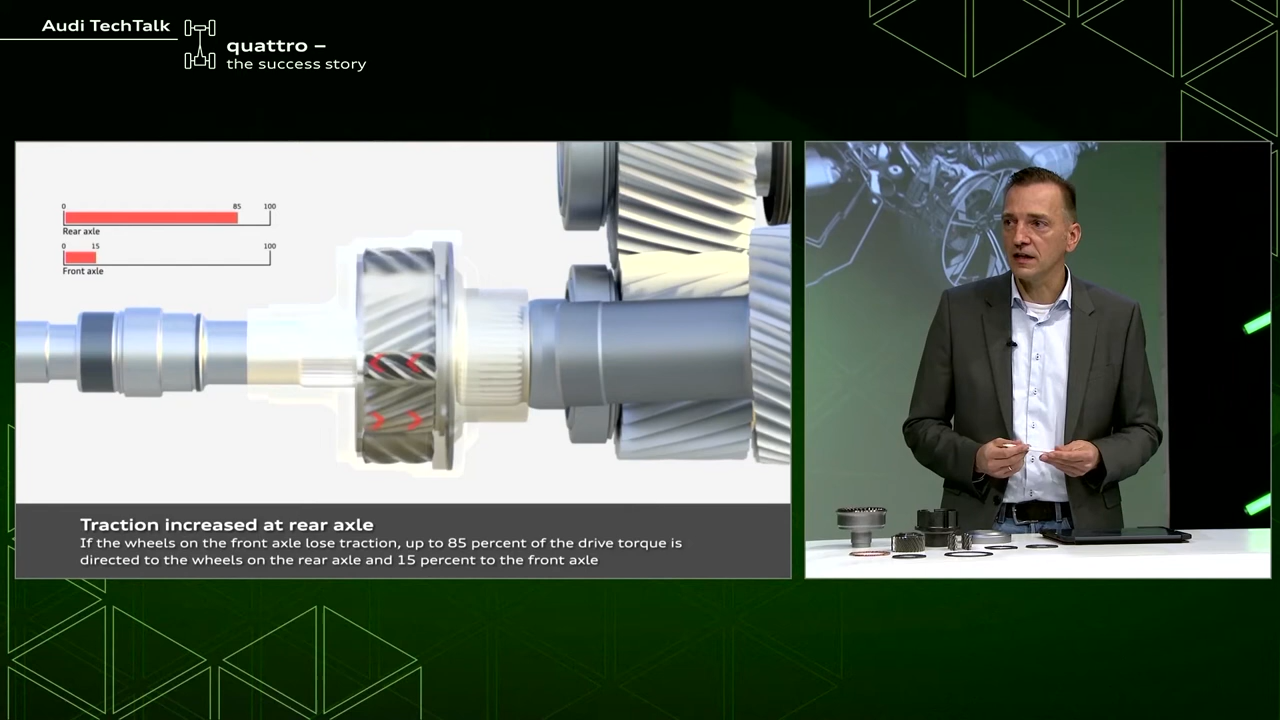 Audi TechTalk
quattro –
the success story
0 85 100
Rear axle
0 15 100
Front axle
Traction increased at rear axle
If the wheels on the front axle lose traction, up to 85 percent of the drive torque is
directed to the wheels on the rear axle and 15 percent to the front axle